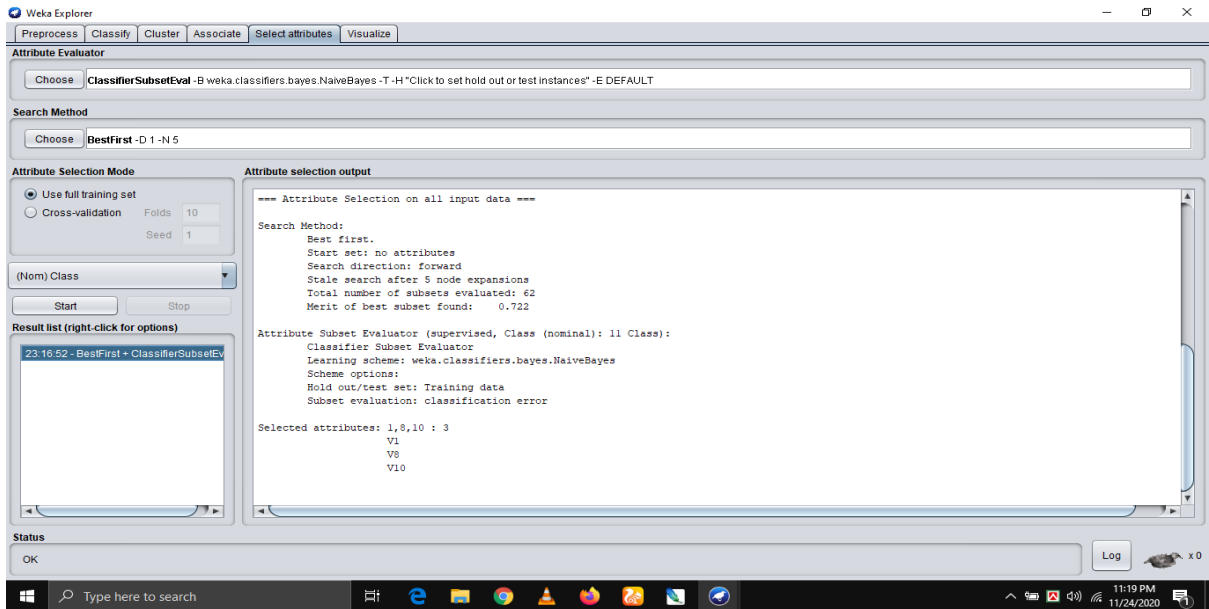 Weka Explorer
Preprocess Classify Cluster Associate Select attributes Visualize
Attribute Evaluator
Choose ClassifierSubsetEval -B weka.classifiers.bayes.NaiveBayes -T -H "Click to set hold out or test instances" -E DEFAULT
Search Method
Choose BestFirst -D 1 -N 5
Attribute Selection Mode
Use full training set
Cross-validation Folds 10
Seed 1
(Nom) Class
Start Stop
Result list (right-click for options)
23:16:52 - BestFirst + ClassifierSubsetEv
Attribute selection output
=== Attribute Selection on all input data ===
Search Method:
Best first.
Start set: no attributes
Search direction: forward
Stale search after 5 node expansions
Total number of subsets evaluated: 62
Merit of best subset found: 0.722
Attribute Subset Evaluator (supervised, Class (nominal): 11 Class):
Classifier Subset Evaluator
Learning scheme: weka.classifiers.bayes.NaiveBayes
Scheme options:
Hold out/test set: Training data
Subset evaluation: classification error
Selected attributes: 1,8,10 : 3
V1
V8
V10
Status
OK
Log x 0
Type here to search
11:19 PM
11/24/2020